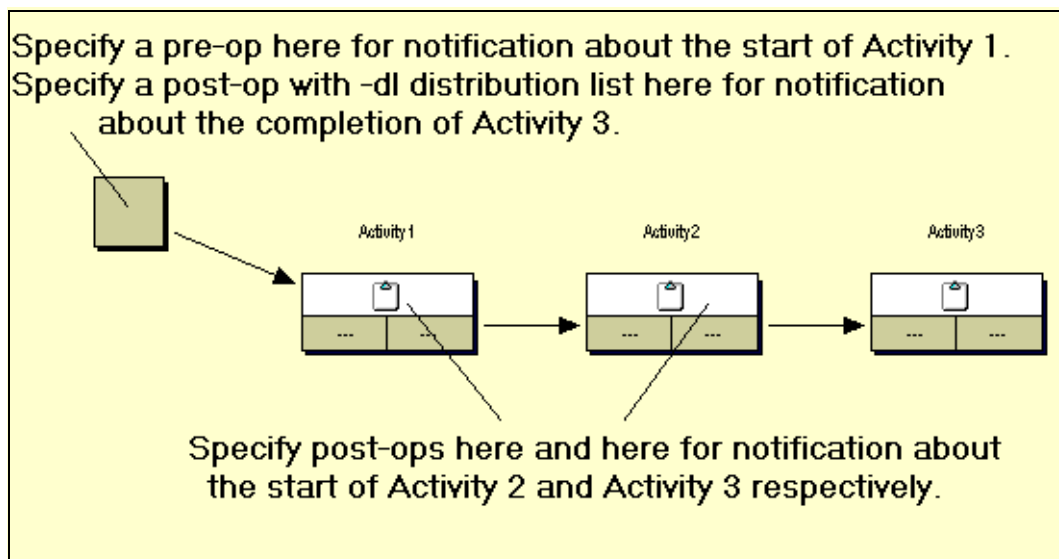 Specify a pre-op here for notification about the start of Activity 1.
Specify a post-op with -dl distribution list here for notification
about the completion of Activity 3.
Activity1
Activity2
Activity3
--- ---
--- ---
--- ---
Specify post-ops here and here for notification about
the start of Activity 2 and Activity 3 respectively.